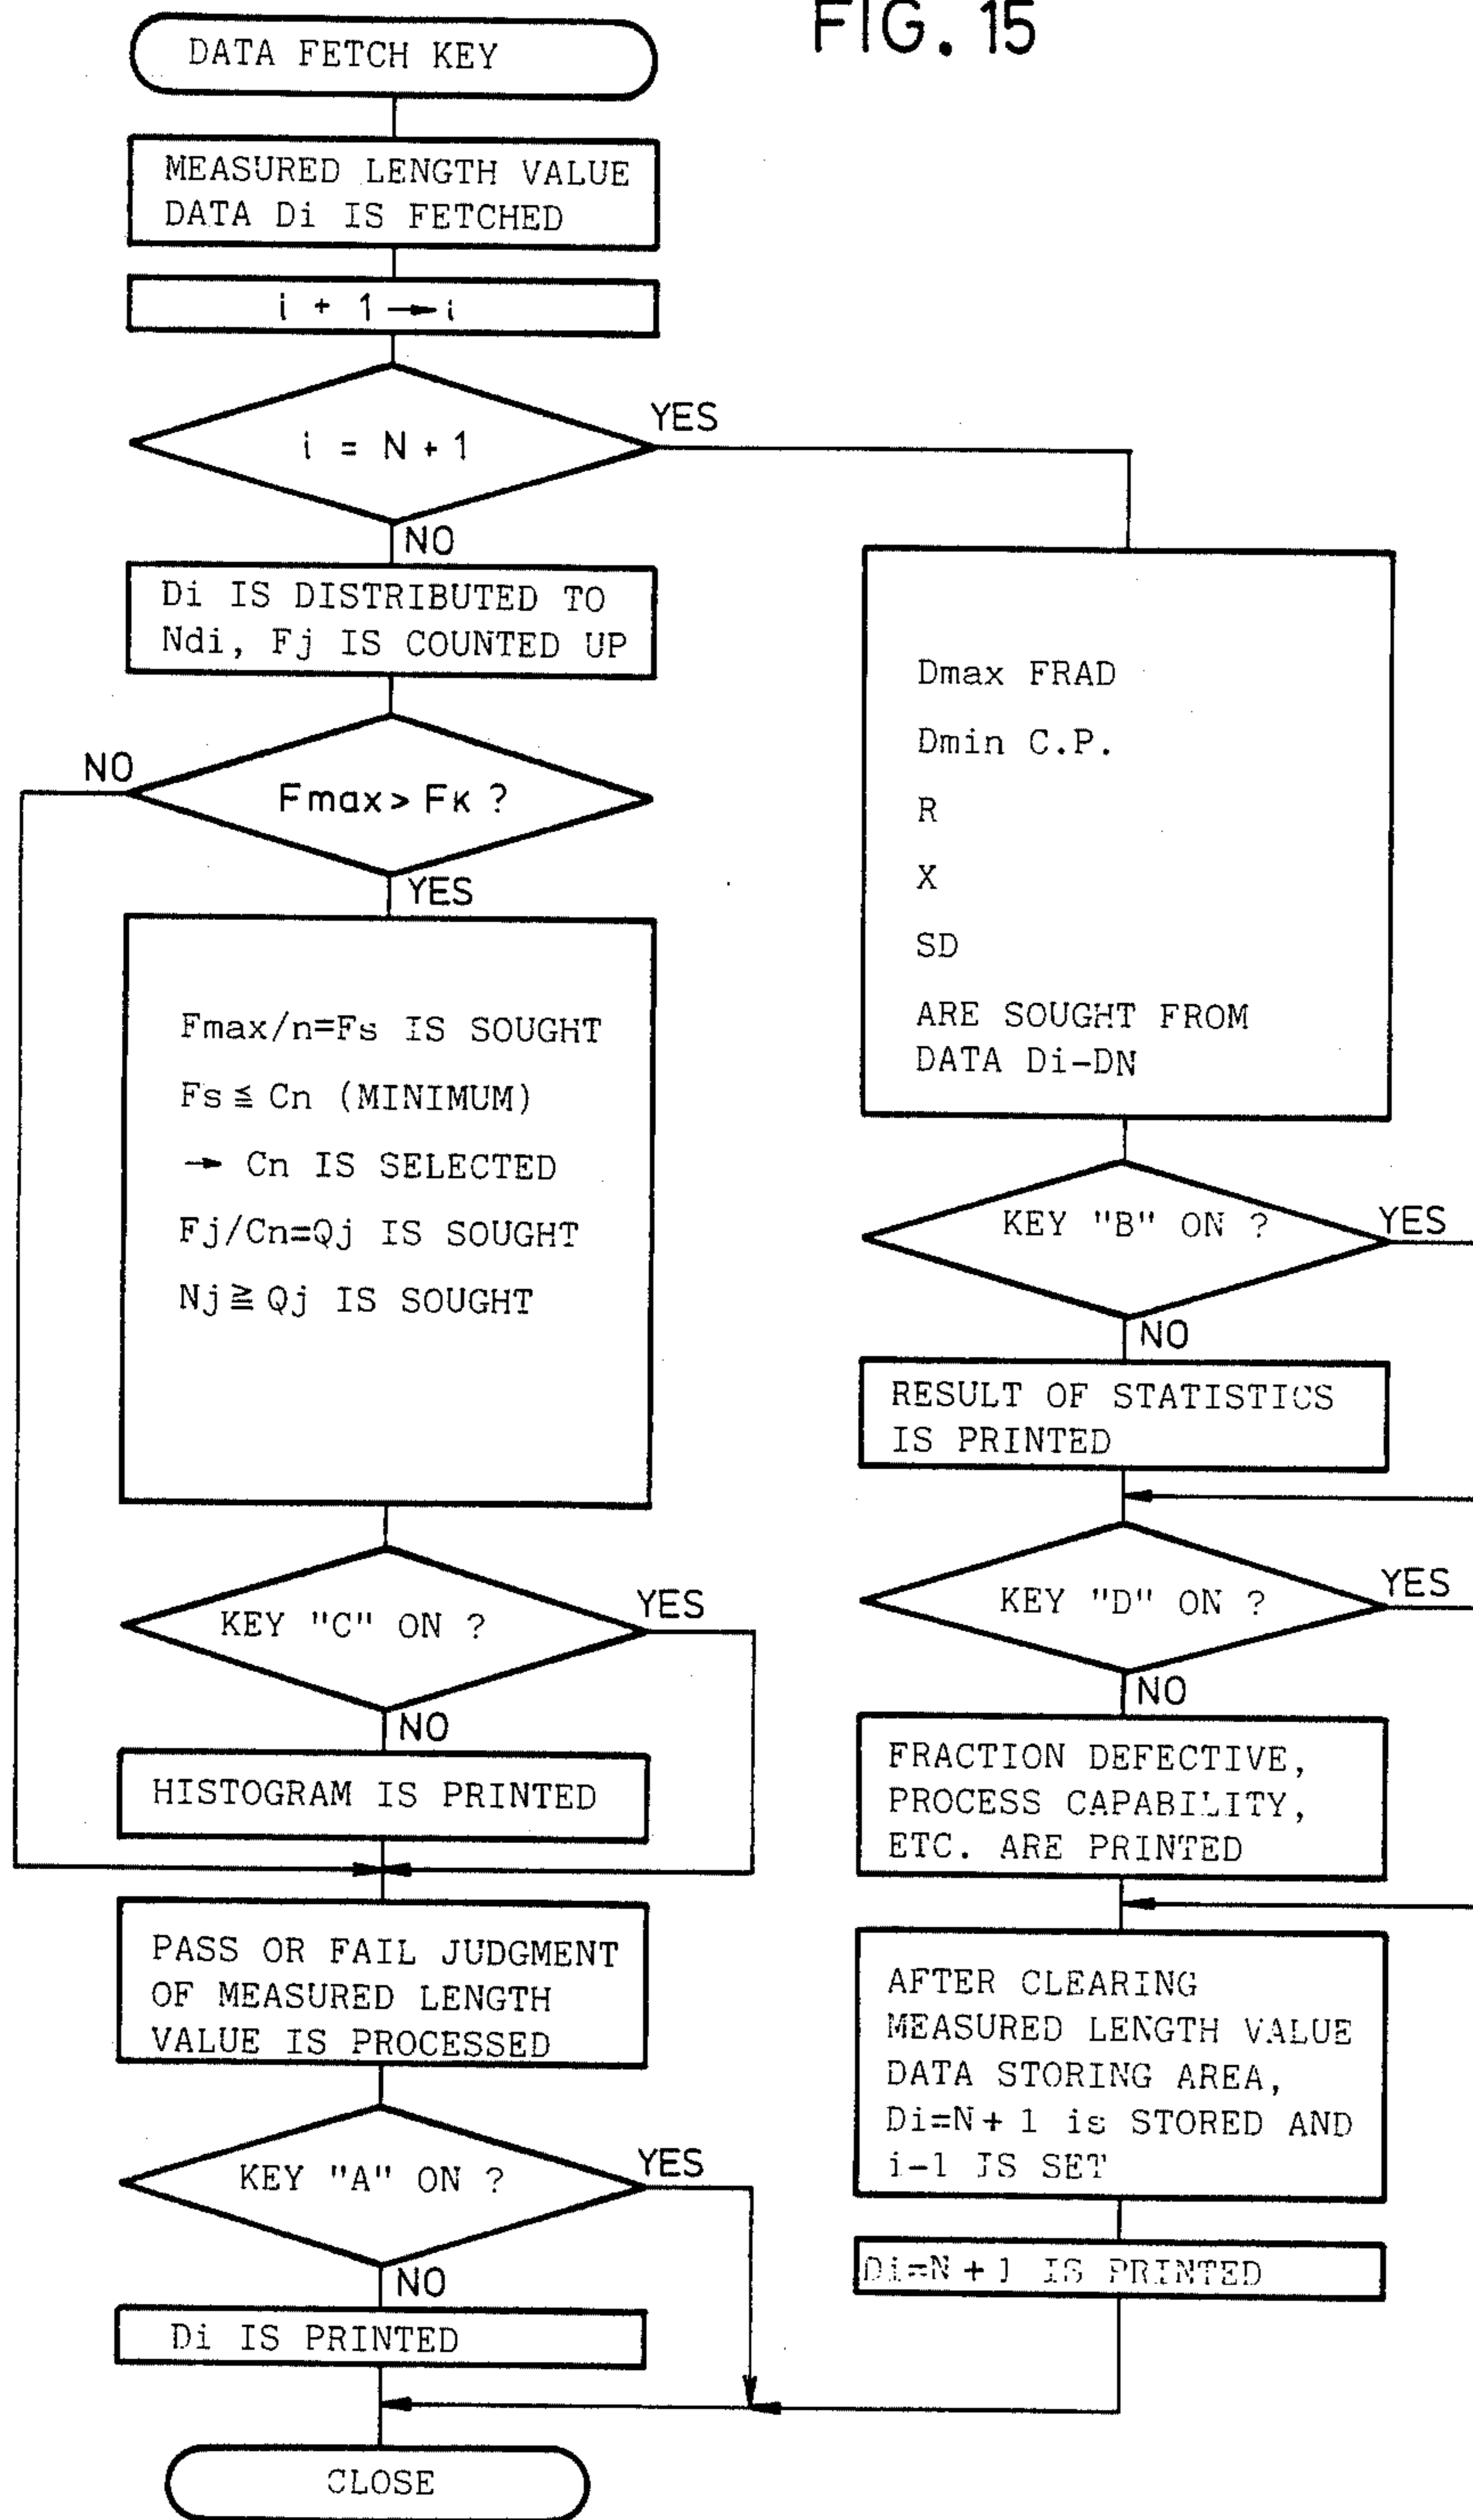 FIG. 15
DATA FETCH KEY
MEASURED LENGTH VALUE
DATA Di IS FETCHED
i + 1 → i
i = N + 1
YES
NO
Di IS DISTRIBUTED TO
Ndi, Fj IS COUNTED UP
NO
Fmax > FK ?
YES
Fmax/n=Fs IS SOUGHT
Fs ≦ Cn (MINIMUM)
→ Cn IS SELECTED
Fj/Cn=Qj IS SOUGHT
Nj ≧ Qj IS SOUGHT
KEY "C" ON ?
YES
NO
HISTOGRAM IS PRINTED
PASS OR FAIL JUDGMENT
OF MEASURED LENGTH
VALUE IS PROCESSED
KEY "A" ON ?
YES
NO
Di IS PRINTED
CLOSE
Dmax FRAD
Dmin C.P.
R
X
SD
ARE SOUGHT FROM
DATA Di-DN
KEY "B" ON ?
YES
NO
RESULT OF STATISTICS
IS PRINTED
KEY "D" ON ?
YES
NO
FRACTION DEFECTIVE,
PROCESS CAPABILITY,
ETC. ARE PRINTED
AFTER CLEARING
MEASURED LENGTH VALUE
DATA STORING AREA,
Di=N + 1 is STORED AND
i-1 IS SET
Di=N + 1 IS PRINTED